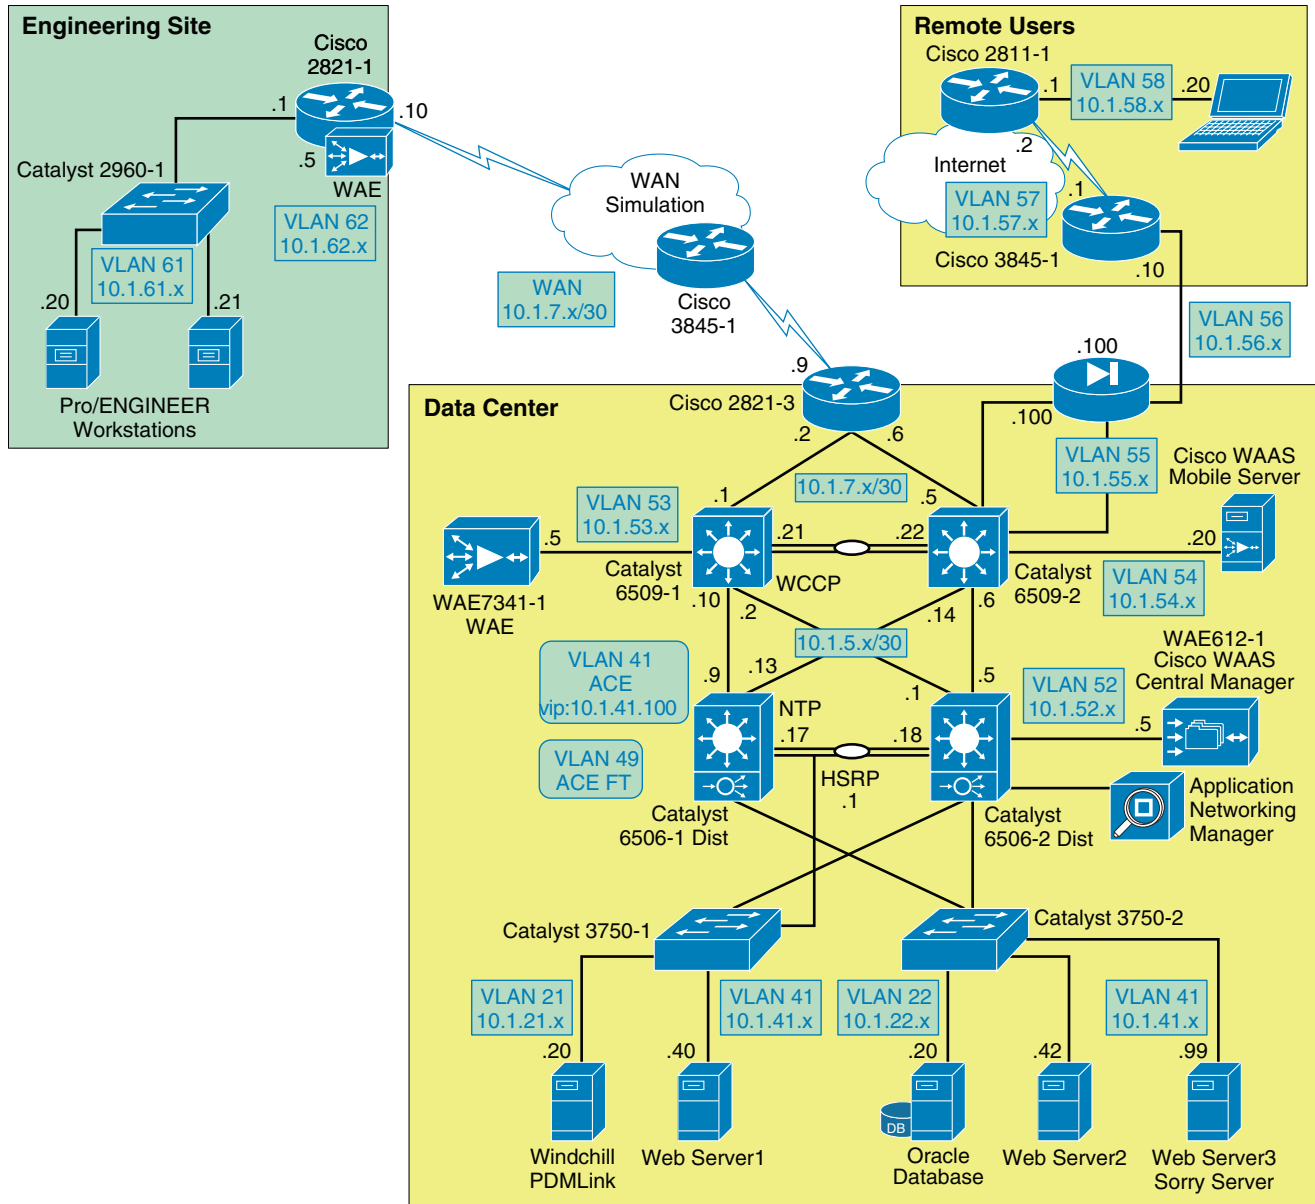 Engineering Site
Cisco
2821-1
.1
.10
.5
WAE
Catalyst 2960-1
VLAN 62
10.1.62.x
VLAN 61
10.1.61.x
.20
.21
Pro/ENGINEER
Workstations
WAN
Simulation
WAN
10.1.7.x/30
Cisco
3845-1
Remote Users
Cisco 2811-1
.1
VLAN 58
10.1.58.x
.20
.2
Internet
VLAN 57
10.1.57.x
.1
Cisco 3845-1
.10
VLAN 56
10.1.56.x
.100
.9
Data Center
Cisco 2821-3
.100
.2
.6
VLAN 55
10.1.55.x
Cisco WAAS
Mobile Server
10.1.7.x/30
.1
.5
VLAN 53
10.1.53.x
.21
.22
.5
.20
Catalyst
6509-1
WCCP
Catalyst
6509-2
VLAN 54
10.1.54.x
WAE7341-1
WAE
.10
.2
.14
.6
10.1.5.x/30
WAE612-1
Cisco WAAS
Central Manager
VLAN 41
ACE
vip:10.1.41.100
.9
.13
.1
.5
VLAN 52
10.1.52.x
NTP
.17
.18
.5
VLAN 49
ACE FT
HSRP
.1
Application
Networking
Manager
Catalyst
6506-1 Dist
Catalyst
6506-2 Dist
Catalyst 3750-1
Catalyst 3750-2
VLAN 21
10.1.21.x
VLAN 41
10.1.41.x
VLAN 22
10.1.22.x
VLAN 41
10.1.41.x
.20
.40
.20
.42
.99
DB
Windchill
PDMLink
Web Server1
Oracle
Database
Web Server2
Web Server3
Sorry Server